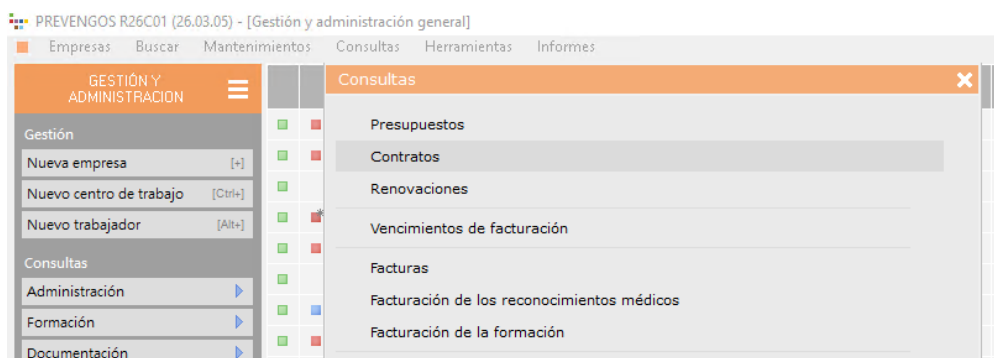 PREVENGOS R26C01 (26.03.05) - [Gestión y administración general]
Empresas Buscar Mantenimientos Consultas Herramientas Informes
GESTIÓN Y
ADMINISTRACION
Gestión
Nueva empresa [+]
Nuevo centro de trabajo [Ctrl+]
Nuevo trabajador [Alt+]
Consultas
Administración
Formación
Documentación
Consultas
Presupuestos
Contratos
Renovaciones
Vencimientos de facturación
Facturas
Facturación de los reconocimientos médicos
Facturación de la formación